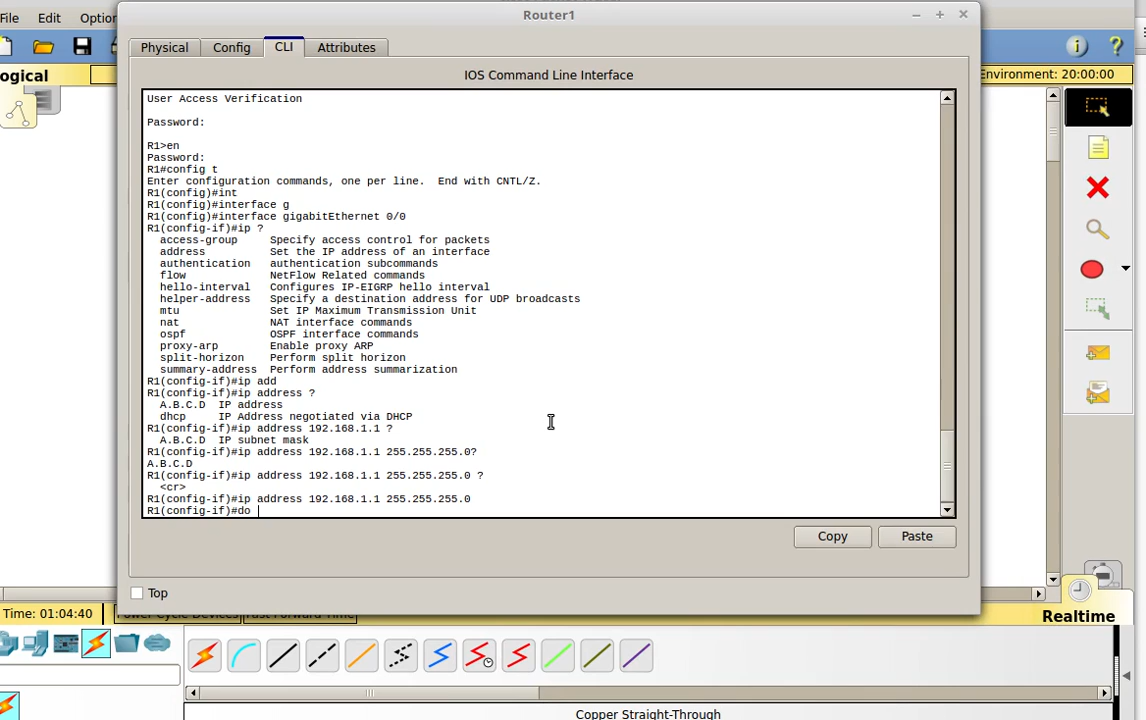 Router1
File Edit Optio
Physical Config CLI Attributes
ogical
Environment: 20:00:00
IOS Command Line Interface
User Access Verification
Password:
R1>en
Password:
R1#config t
Enter configuration commands, one per line.  End with CNTL/Z.
R1(config)#int
R1(config)#interface g
R1(config)#interface gigabitEthernet 0/0
R1(config-if)#ip ?
access-group     Specify access control for packets
address          Set the IP address of an interface
authentication   authentication subcommands
flow             NetFlow Related commands
hello-interval   Configures IP-EIGRP hello interval
helper-address   Specify a destination address for UDP broadcasts
mtu              Set IP Maximum Transmission Unit
nat              NAT interface commands
ospf             OSPF interface commands
proxy-arp        Enable proxy ARP
split-horizon    Perform split horizon
summary-address  Perform address summarization
R1(config-if)#ip add
R1(config-if)#ip address ?
A.B.C.D  IP address
dhcp     IP Address negotiated via DHCP
R1(config-if)#ip address 192.168.1.1 ?
A.B.C.D  IP subnet mask
R1(config-if)#ip address 192.168.1.1 255.255.255.0?
A.B.C.D
R1(config-if)#ip address 192.168.1.1 255.255.255.0 ?
<cr>
R1(config-if)#ip address 192.168.1.1 255.255.255.0
R1(config-if)#do
Copy Paste
Top
Time: 01:04:40 Power Cycle Devices Fast Forward Time
Realtime
Copper Straight-Through